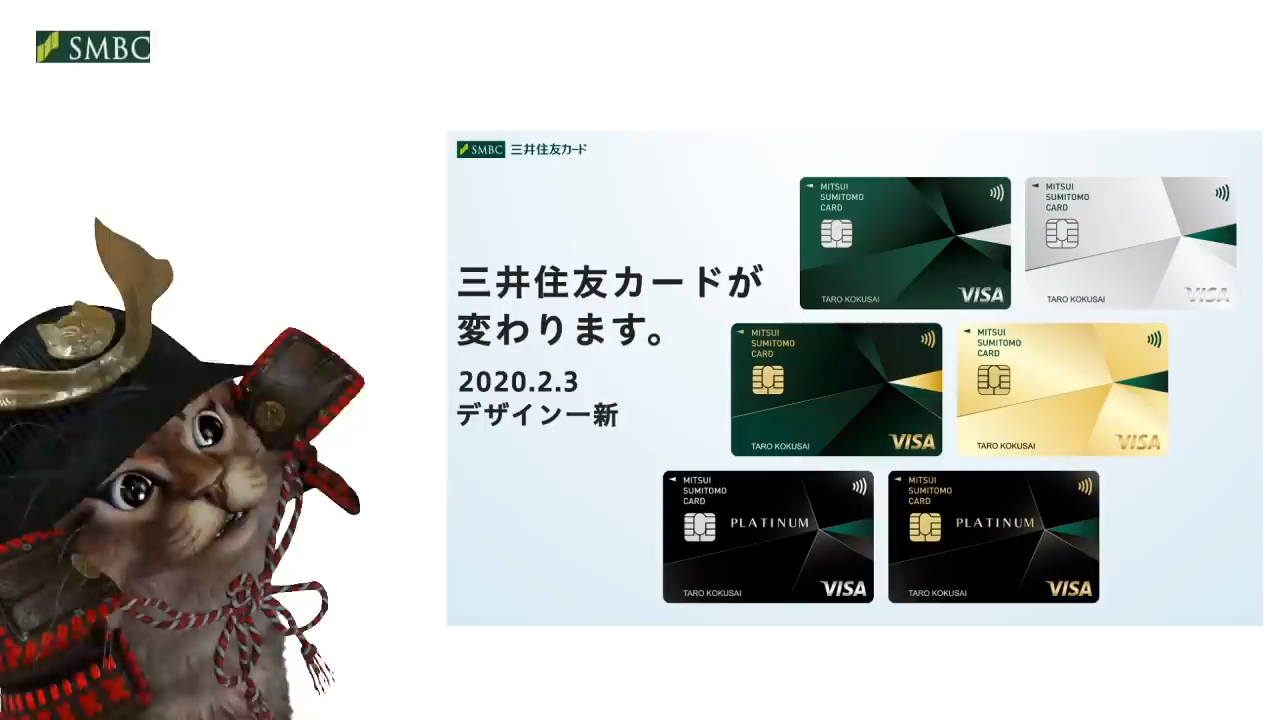 SMBC
SMBC 三井住友カード
三井住友カードが
変わります。
2020.2.3
デザイン一新
MITSUI
SUMITOMO
CARD
TARO KOKUSAI
VISA
MITSUI
SUMITOMO
CARD
TARO KOKUSAI
VISA
MITSUI
SUMITOMO
CARD
TARO KOKUSAI
VISA
MITSUI
SUMITOMO
CARD
TARO KOKUSAI
VISA
MITSUI
SUMITOMO
CARD
PLATINUM
TARO KOKUSAI
VISA
MITSUI
SUMITOMO
CARD
PLATINUM
TARO KOKUSAI
VISA